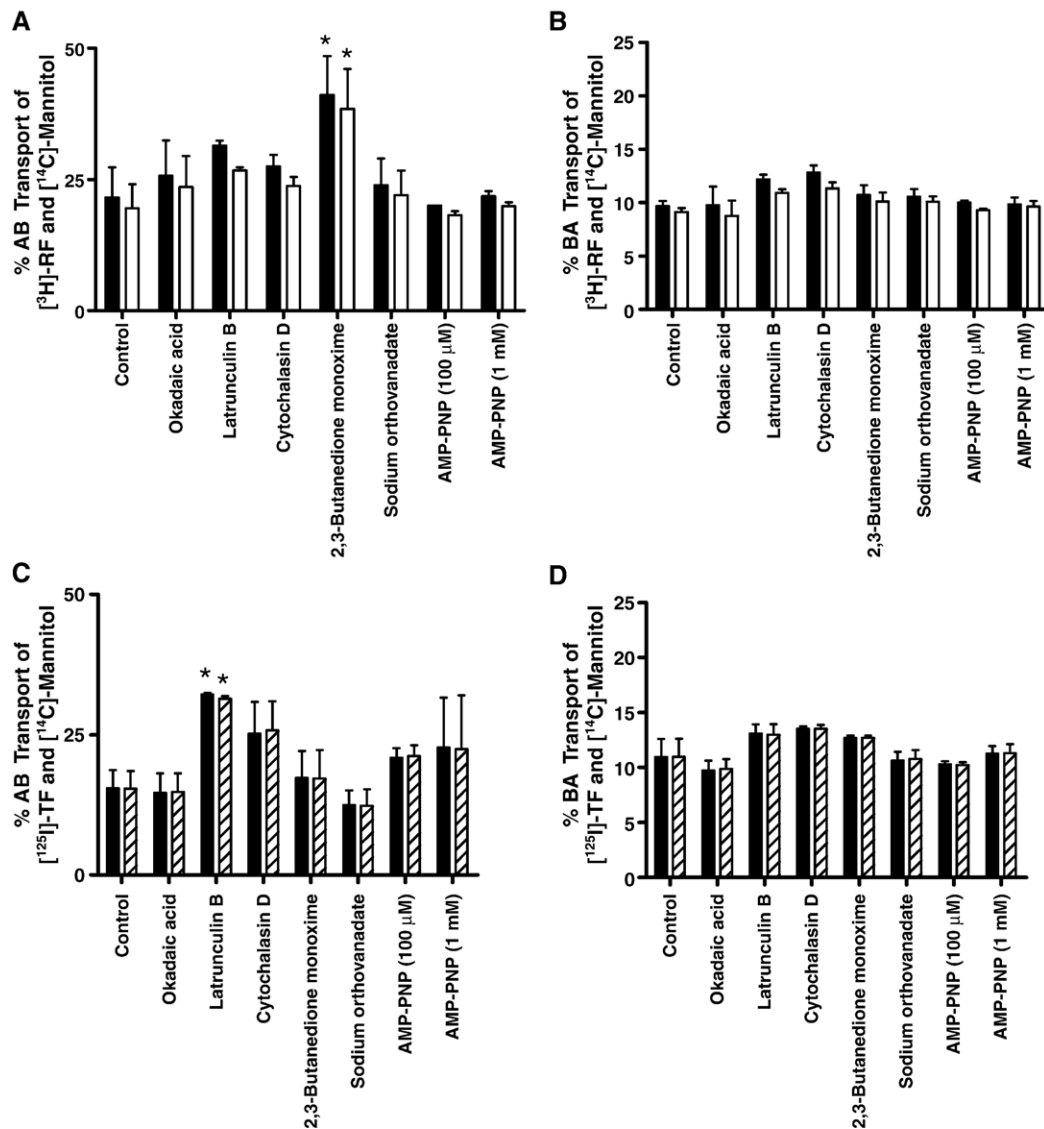 A
% AB Transport of
[³H]-RF and [¹⁴C]-Mannitol
50
25
0
* *
Control
Okadaic acid
Latrunculin B
Cytochalasin D
2,3-Butanedione monoxime
Sodium orthovanadate
AMP-PNP (100 μM)
AMP-PNP (1 mM)
B
% BA Transport of
[³H]-RF and [¹⁴C]-Mannitol
25
20
15
10
5
0
Control
Okadaic acid
Latrunculin B
Cytochalasin D
2,3-Butanedione monoxime
Sodium orthovanadate
AMP-PNP (100 μM)
AMP-PNP (1 mM)
C
% AB Transport of
[¹²⁵I]-TF and [¹⁴C]-Mannitol
50
25
0
* *
Control
Okadaic acid
Latrunculin B
Cytochalasin D
2,3-Butanedione monoxime
Sodium orthovanadate
AMP-PNP (100 μM)
AMP-PNP (1 mM)
D
% BA Transport of
[¹²⁵I]-TF and [¹⁴C]-Mannitol
25
20
15
10
5
0
Control
Okadaic acid
Latrunculin B
Cytochalasin D
2,3-Butanedione monoxime
Sodium orthovanadate
AMP-PNP (100 μM)
AMP-PNP (1 mM)